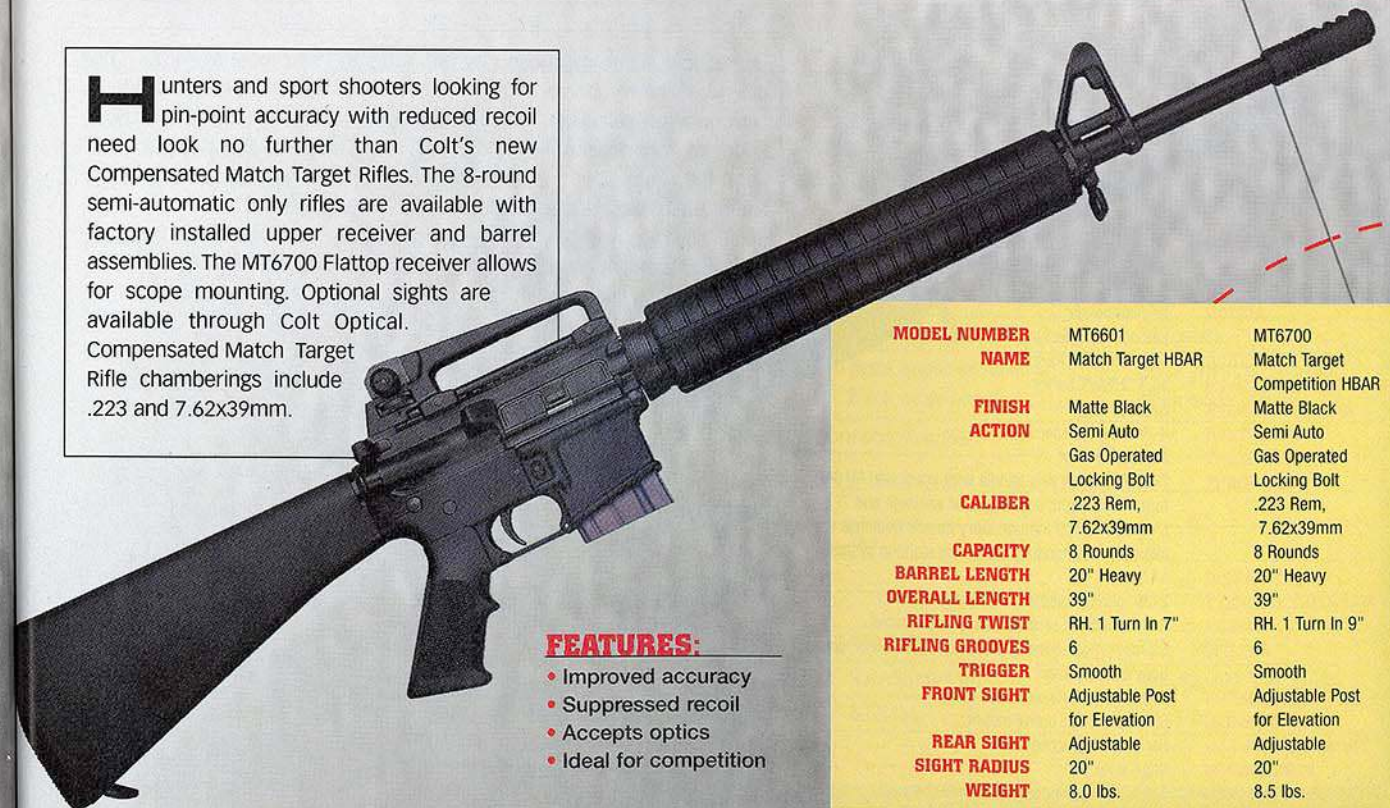 Hunters and sport shooters looking for
pin-point accuracy with reduced recoil
need look no further than Colt's new
Compensated Match Target Rifles. The 8-round
semi-automatic only rifles are available with
factory installed upper receiver and barrel
assemblies. The MT6700 Flattop receiver allows
for scope mounting. Optional sights are
available through Colt Optical.
Compensated Match Target
Rifle chamberings include
.223 and 7.62x39mm.
FEATURES:
• Improved accuracy
• Suppressed recoil
• Accepts optics
• Ideal for competition
MODEL NUMBER MT6601 MT6700
NAME Match Target HBAR Match Target
Competition HBAR
FINISH Matte Black Matte Black
ACTION Semi Auto Semi Auto
Gas Operated Gas Operated
Locking Bolt Locking Bolt
CALIBER .223 Rem, .223 Rem,
7.62x39mm 7.62x39mm
CAPACITY 8 Rounds 8 Rounds
BARREL LENGTH 20" Heavy 20" Heavy
OVERALL LENGTH 39" 39"
RIFLING TWIST RH. 1 Turn In 7" RH. 1 Turn In 9"
RIFLING GROOVES 6 6
TRIGGER Smooth Smooth
FRONT SIGHT Adjustable Post Adjustable Post
for Elevation for Elevation
REAR SIGHT Adjustable Adjustable
SIGHT RADIUS 20" 20"
WEIGHT 8.0 lbs. 8.5 lbs.